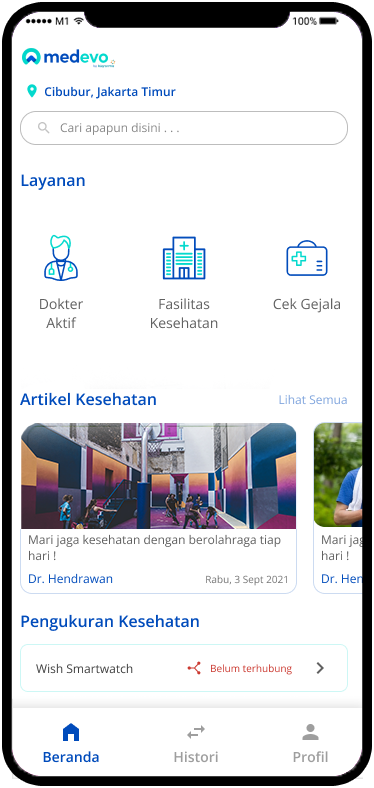 M1
100%
medevo
Cibubur, Jakarta Timur
Cari apapun disini . . .
Layanan
Dokter
Aktif
Fasilitas
Kesehatan
Cek Gejala
Artikel Kesehatan
Lihat Semua
Mari jaga kesehatan dengan berolahraga tiap
hari !
Dr. Hendrawan
Rabu, 3 Sept 2021
Mari jag
hari !
Dr. Hen
Pengukuran Kesehatan
Wish Smartwatch
Belum terhubung
Beranda
Histori
Profil